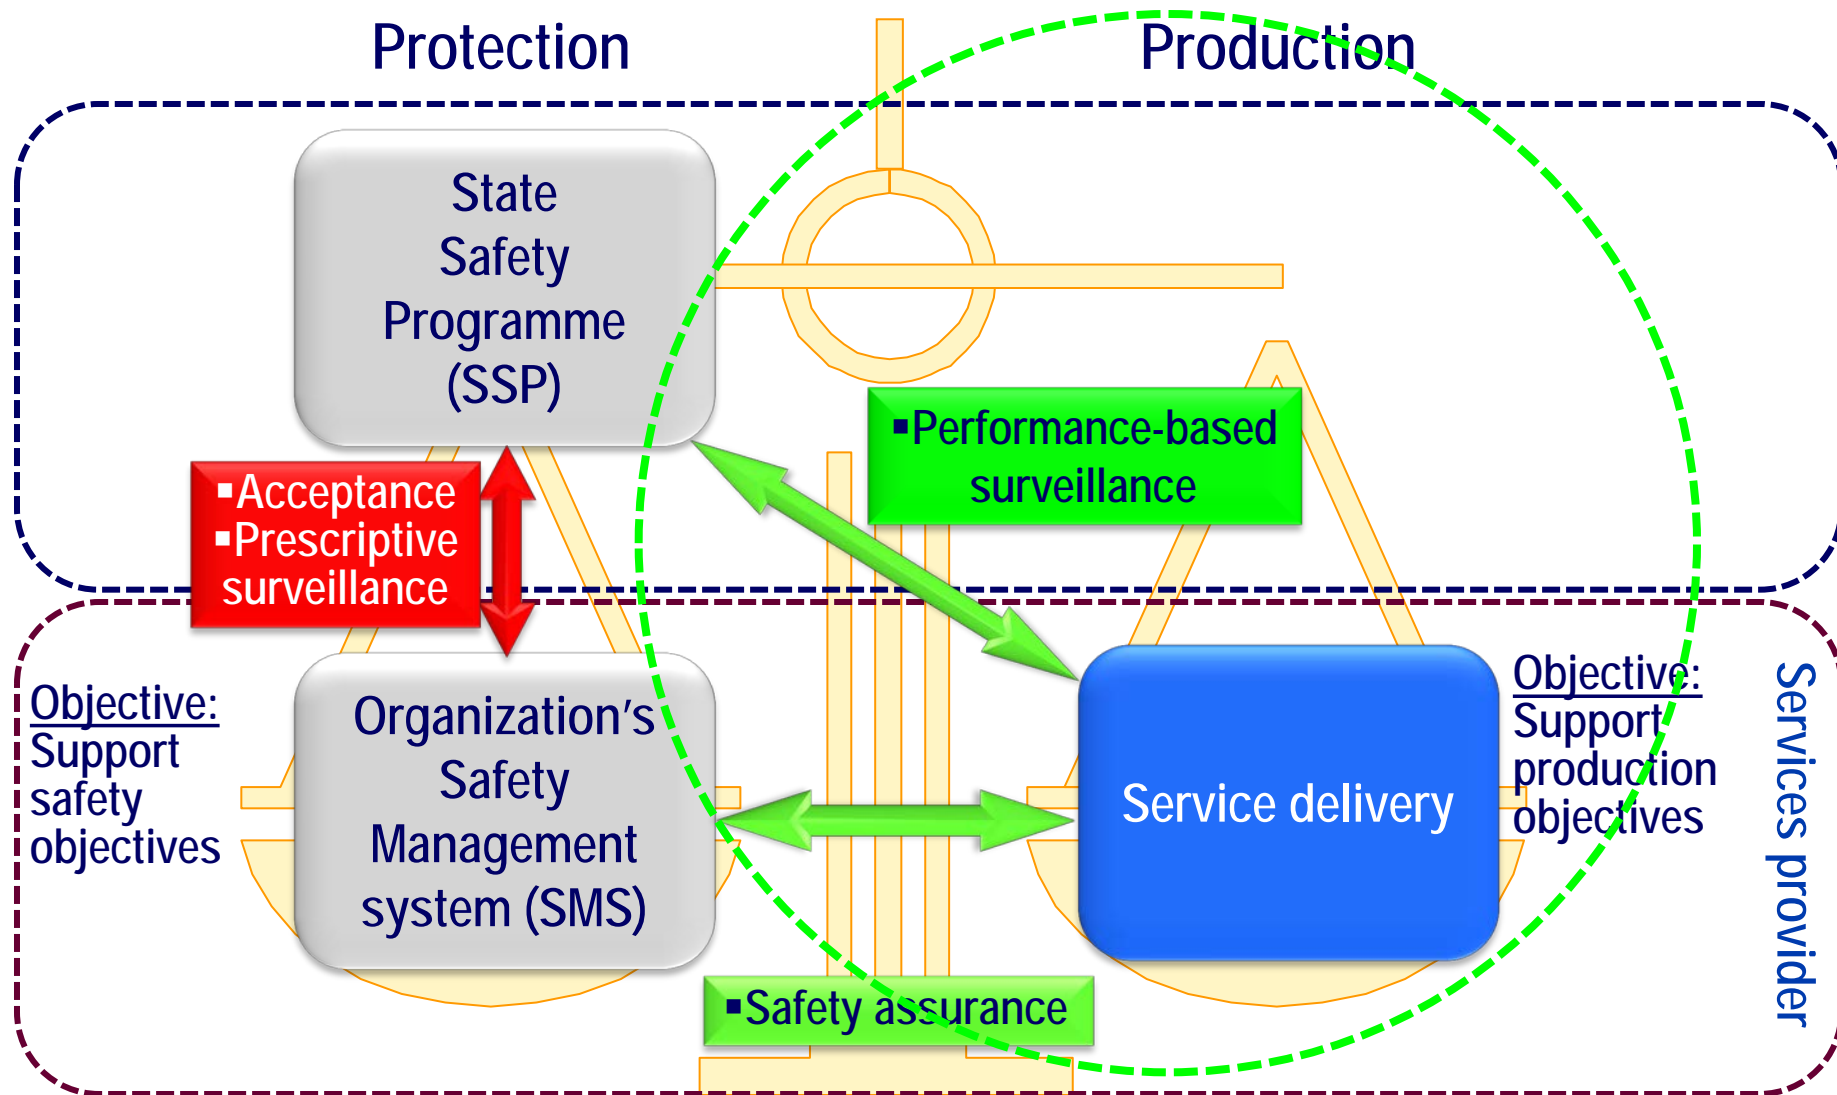 Protection
Production
State
Safety
Programme
(SSP)
▪Performance-based
surveillance
▪Acceptance
▪Prescriptive
surveillance
Objective:
Support
safety
objectives
Organization's
Safety
Management
system (SMS)
Service delivery
Objective:
Support
production
objectives
Services provider
▪Safety assurance